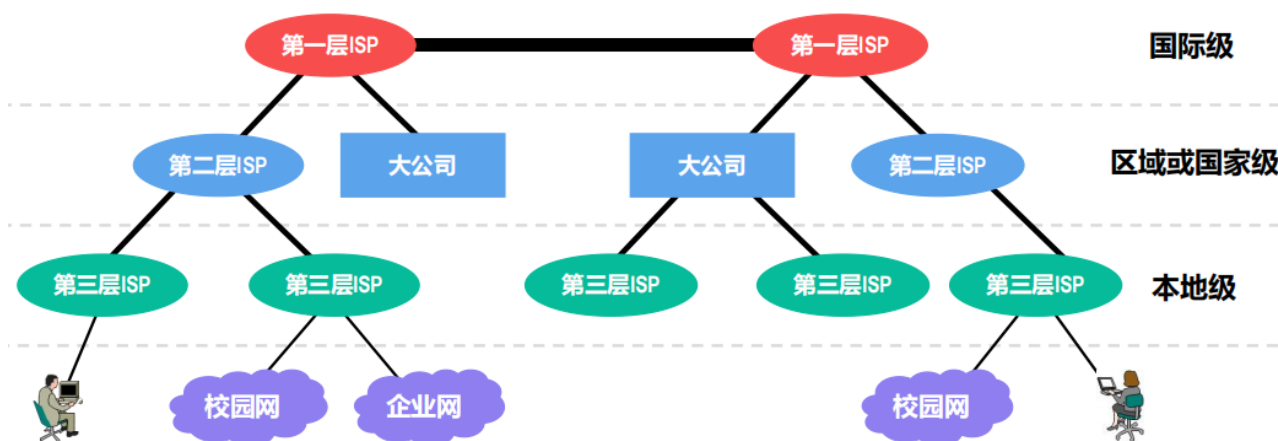 第一层ISP
第一层ISP
国际级
第二层ISP
大公司
大公司
第二层ISP
区域或国家级
第三层ISP
第三层ISP
第三层ISP
第三层ISP
第三层ISP
本地级
校园网
企业网
校园网